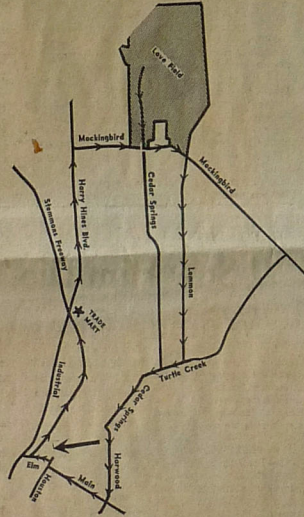 Love Field
Mockingbird
Mockingbird
Cedar Springs
Harry Hines Blvd.
Stemmons Freeway
Lemmon
TRADE
MART
Turtle Creek
Industrial
Cedar Springs
Harwood
Elm
Main
Houston